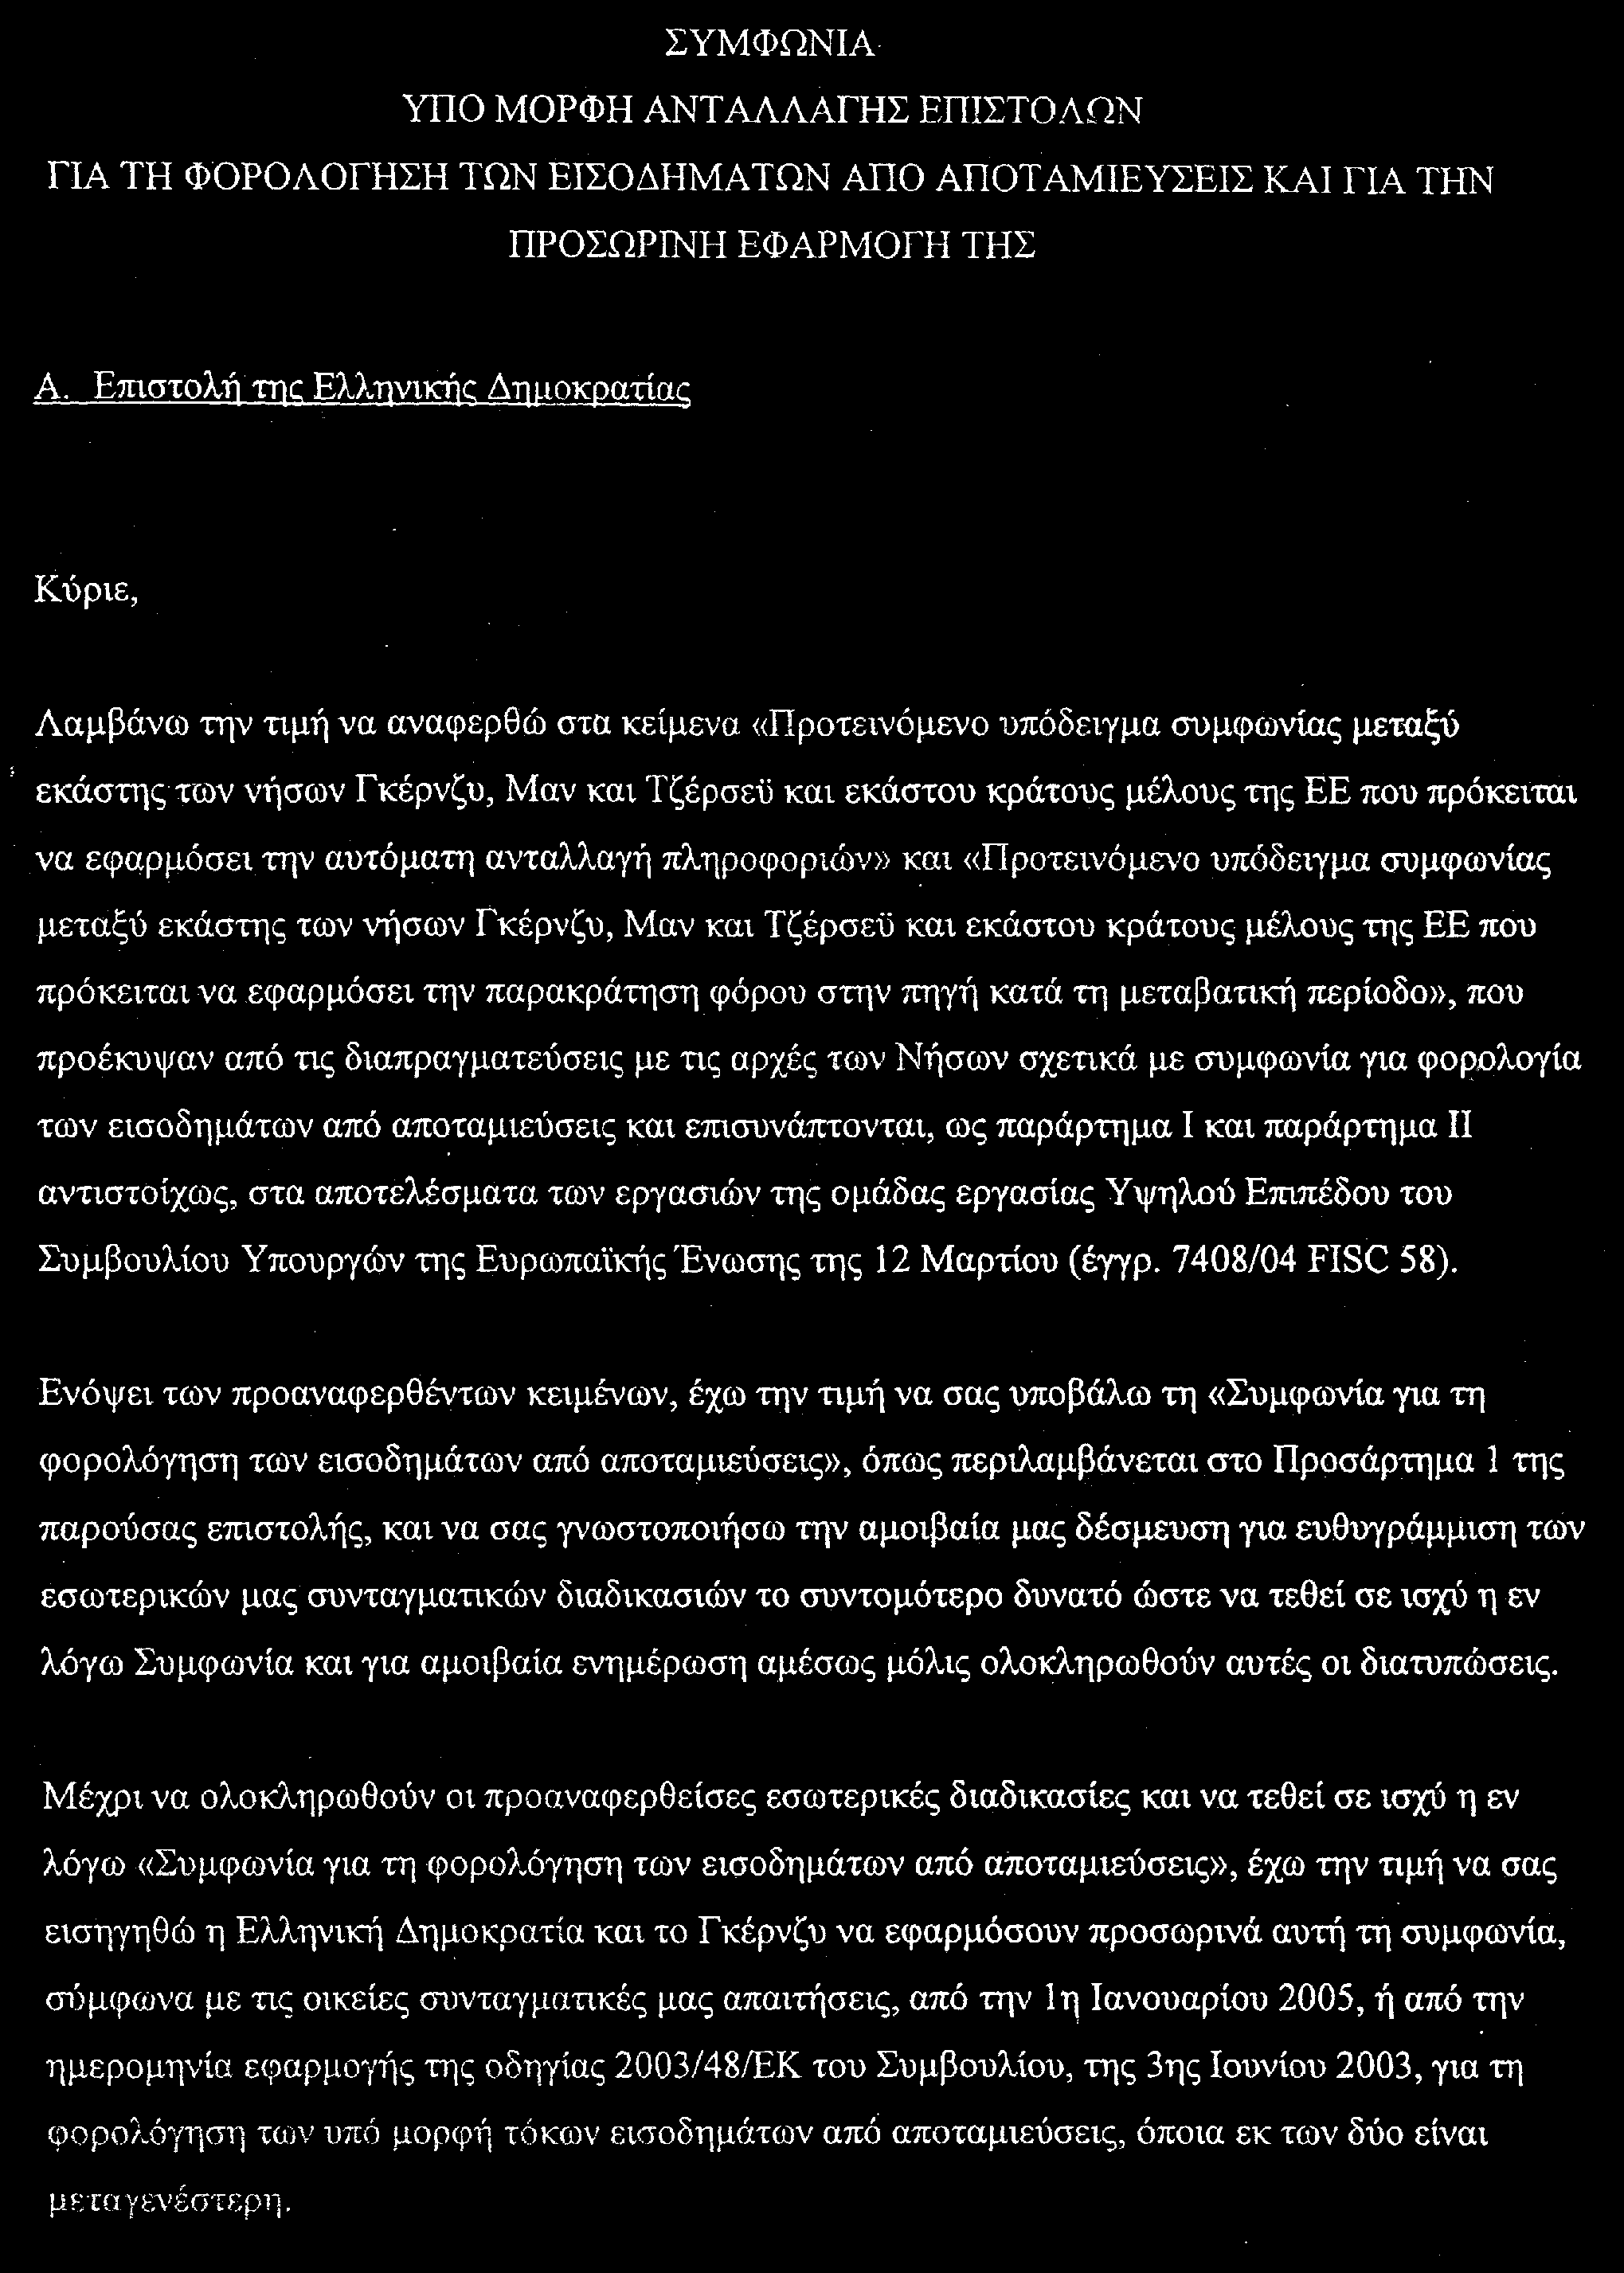 ΣΥΜΦΩΝΙΑ
ΥΠΟ ΜΟΡΦΗ ΑΝΤΑΛΛΑΓΗΣ ΕΠΙΣΤΟΛΩΝ
ΓΙΑ ΤΗ ΦΟΡΟΛΟΓΗΣΗ ΤΩΝ ΕΙΣΟΔΗΜΑΤΩΝ ΑΠΟ ΑΠΟΤΑΜΙΕΥΣΕΙΣ ΚΑΙ ΓΙΑ ΤΗΝ
ΠΡΟΣΩΡΙΝΗ ΕΦΑΡΜΟΓΗ ΤΗΣ
Α. Επιστολή της Ελληνικής Δημοκρατίας
Κύριε,
Λαμβάνω την τιμή να αναφερθώ στα κείμενα «Προτεινόμενο υπόδειγμα συμφωνίας μεταξύ
εκάστης των νήσων Γκέρνζυ, Μαν και Τζέρσεϋ και εκάστου κράτους μέλους της ΕΕ που πρόκειται
να εφαρμόσει την αυτόματη ανταλλαγή πληροφοριών» και «Προτεινόμενο υπόδειγμα συμφωνίας
μεταξύ εκάστης των νήσων Γκέρνζυ, Μαν και Τζέρσεϋ και εκάστου κράτους μέλους της ΕΕ που
πρόκειται να εφαρμόσει την παρακράτηση φόρου στην πηγή κατά τη μεταβατική περίοδο», που
προέκυψαν από τις διαπραγματεύσεις με τις αρχές των Νήσων σχετικά με συμφωνία για φορολογία
των εισοδημάτων από αποταμιεύσεις και επισυνάπτονται, ως παράρτημα Ι και παράρτημα ΙΙ
αντιστοίχως, στα αποτελέσματα των εργασιών της ομάδας εργασίας Υψηλού Επιπέδου του
Συμβουλίου Υπουργών της Ευρωπαϊκής Ένωσης της 12 Μαρτίου (έγγρ. 7408/04 FISC 58).
Ενόψει των προαναφερθέντων κειμένων, έχω την τιμή να σας υποβάλω τη «Συμφωνία για τη
φορολόγηση των εισοδημάτων από αποταμιεύσεις», όπως περιλαμβάνεται στο Προσάρτημα 1 της
παρούσας επιστολής, και να σας γνωστοποιήσω την αμοιβαία μας δέσμευση για ευθυγράμμιση των
εσωτερικών μας συνταγματικών διαδικασιών το συντομότερο δυνατό ώστε να τεθεί σε ισχύ η εν
λόγω Συμφωνία και για αμοιβαία ενημέρωση αμέσως μόλις ολοκληρωθούν αυτές οι διατυπώσεις.
Μέχρι να ολοκληρωθούν οι προαναφερθείσες εσωτερικές διαδικασίες και να τεθεί σε ισχύ η εν
λόγω «Συμφωνία για τη φορολόγηση των εισοδημάτων από αποταμιεύσεις», έχω την τιμή να σας
εισηγηθώ η Ελληνική Δημοκρατία και το Γκέρνζυ να εφαρμόσουν προσωρινά αυτή τη συμφωνία,
σύμφωνα με τις οικείες συνταγματικές μας απαιτήσεις, από την 1η Ιανουαρίου 2005, ή από την
ημερομηνία εφαρμογής της οδηγίας 2003/48/ΕΚ του Συμβουλίου, της 3ης Ιουνίου 2003, για τη
φορολόγηση των υπό μορφή τόκων εισοδημάτων από αποταμιεύσεις, όποια εκ των δύο είναι
μεταγενέστερη.